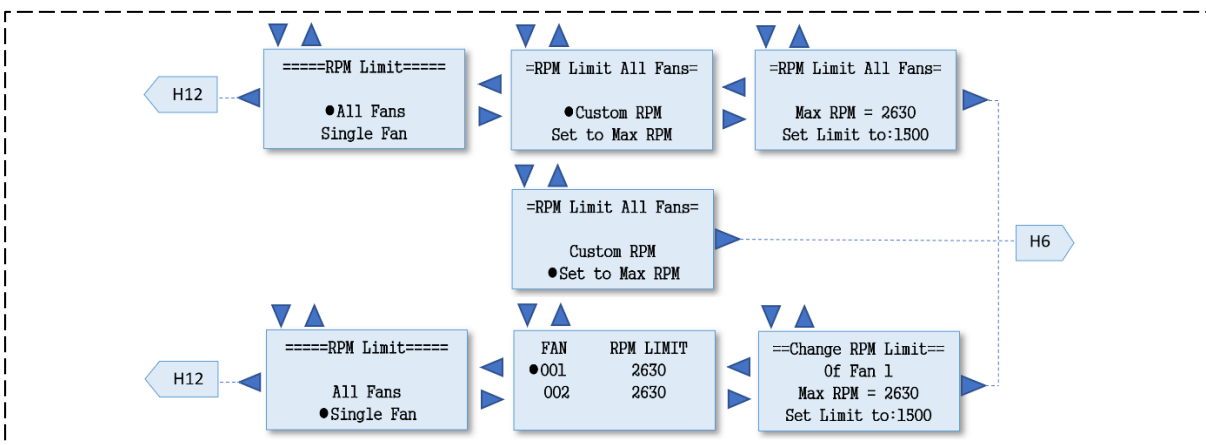 H12
=====RPM Limit=====
●All Fans
Single Fan
=RPM Limit All Fans=
●Custom RPM
Set to Max RPM
=RPM Limit All Fans=
Max RPM = 2630
Set Limit to:1500
=RPM Limit All Fans=
Custom RPM
●Set to Max RPM
H6
H12
=====RPM Limit=====
All Fans
●Single Fan
FAN RPM LIMIT
●001 2630
002 2630
==Change RPM Limit==
Of Fan 1
Max RPM = 2630
Set Limit to:1500